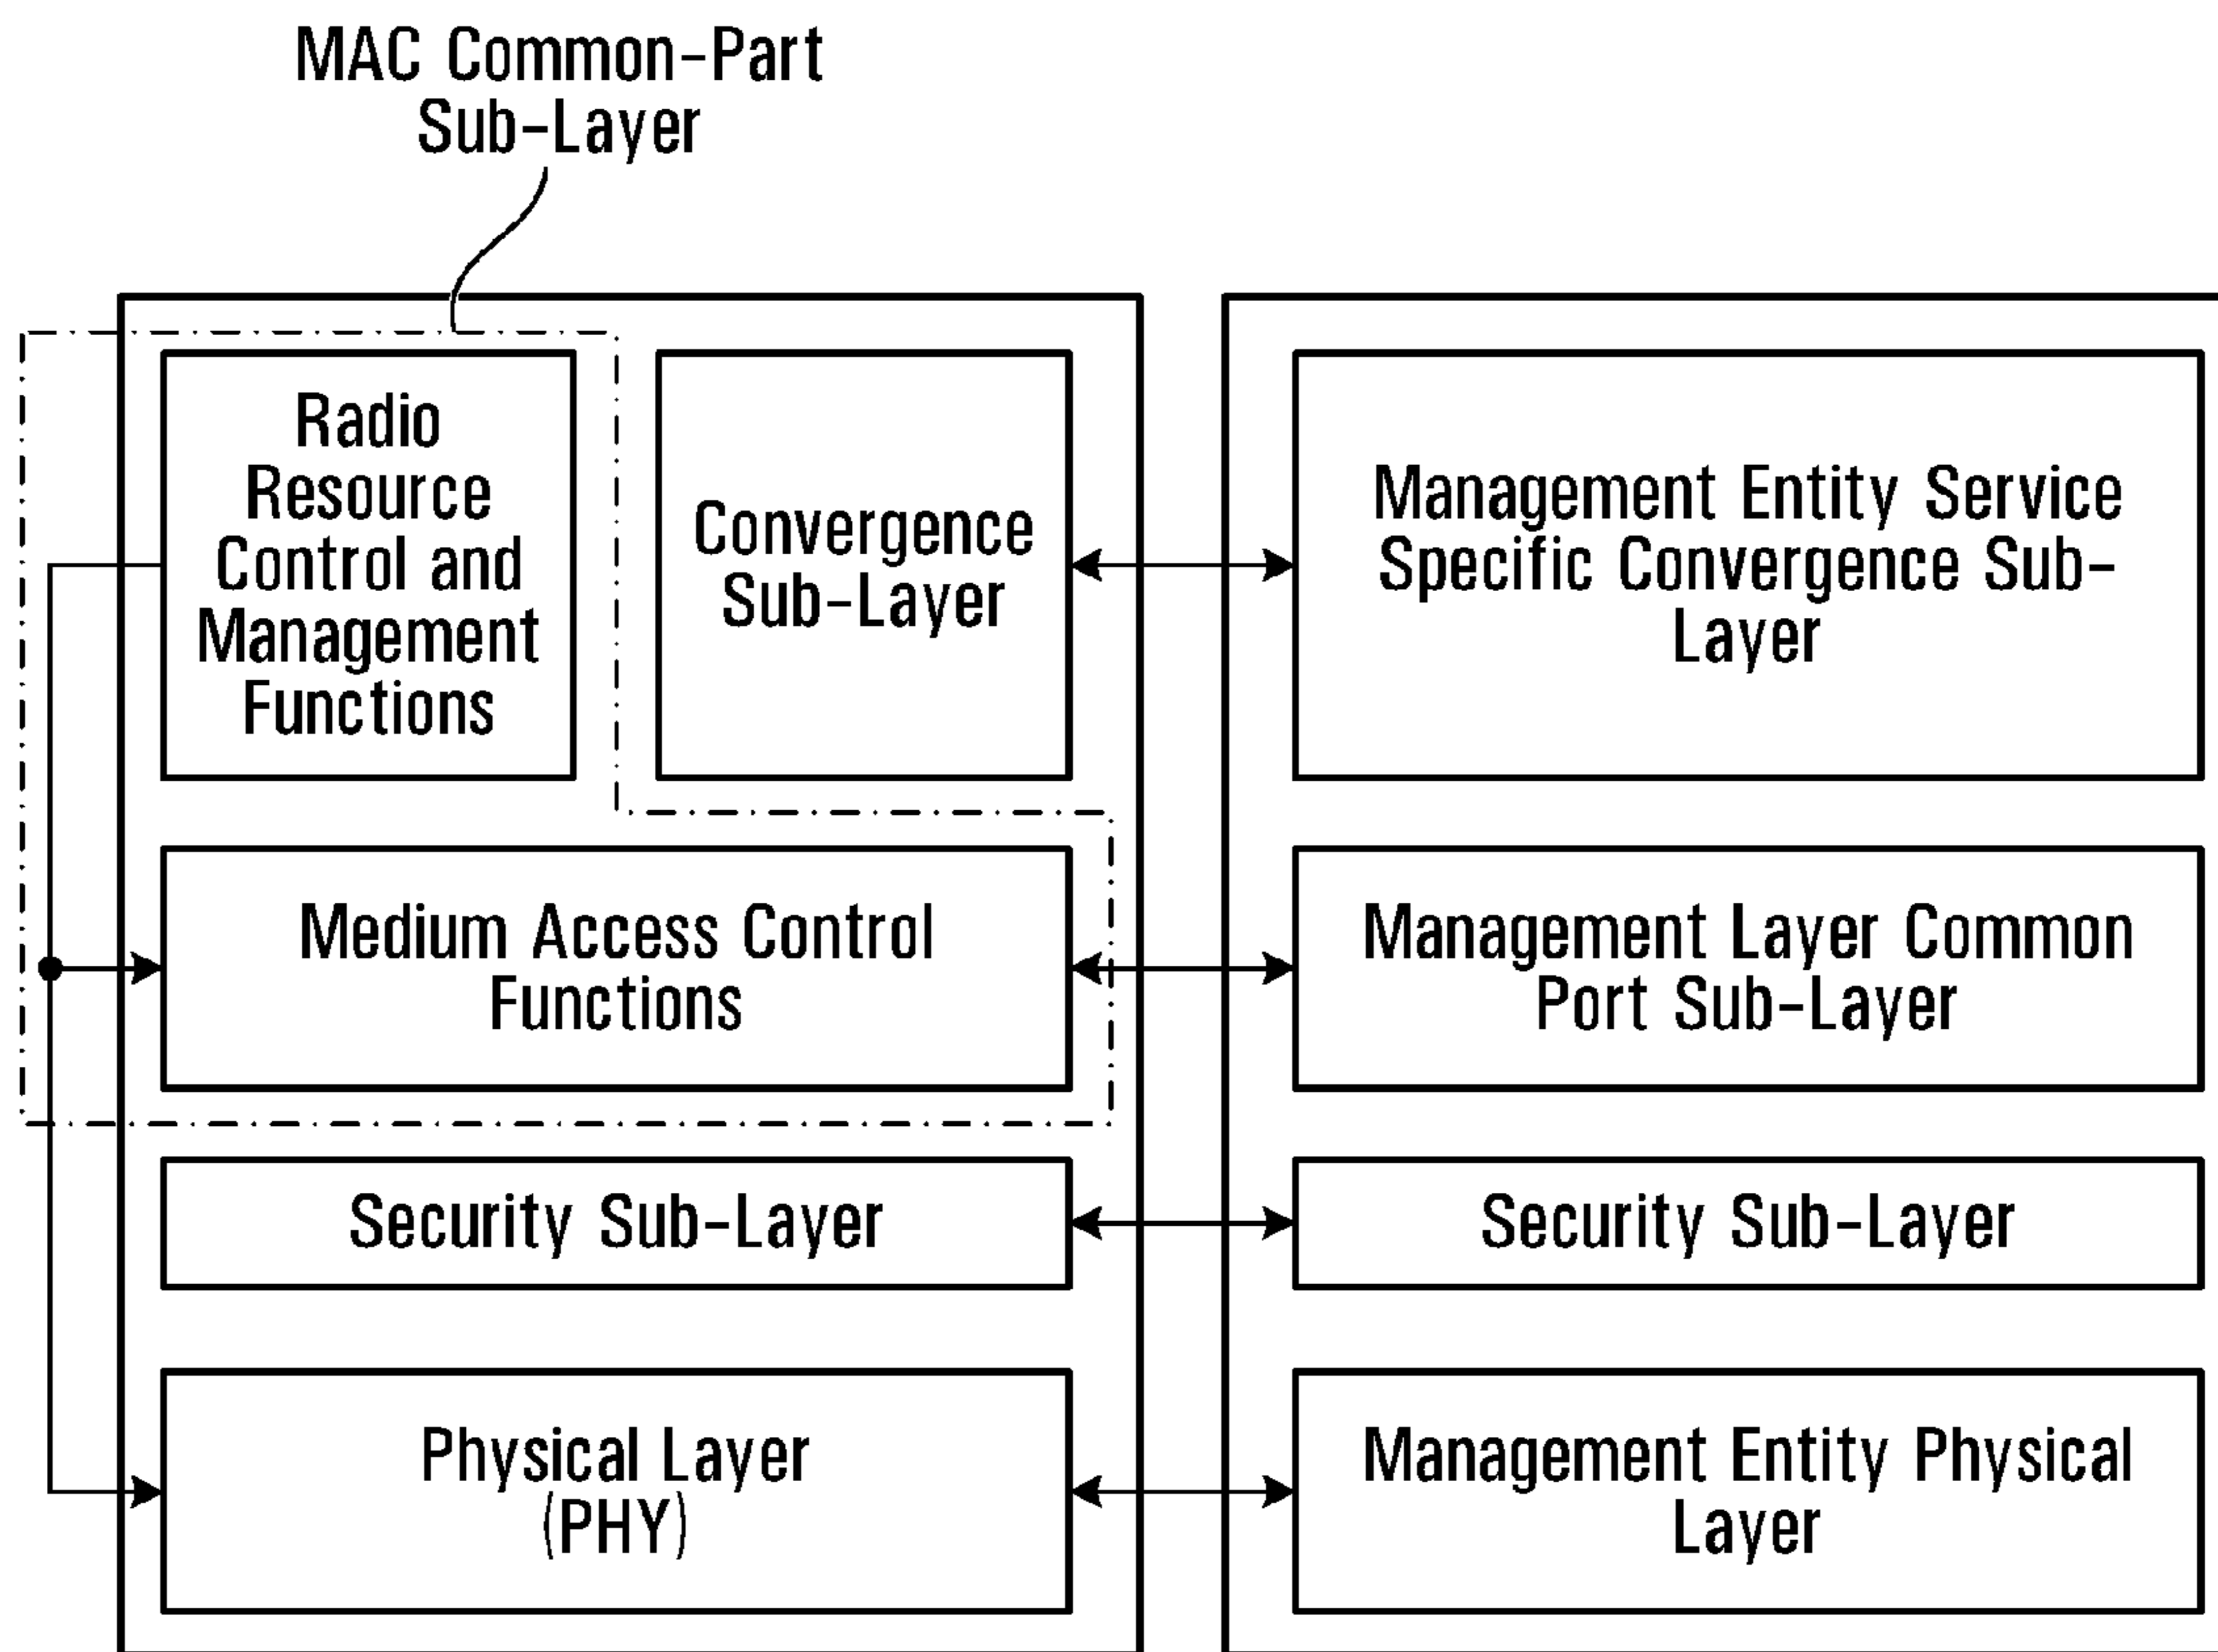 MAC Common-Part
Sub-Layer
Radio
Resource
Control and
Management
Functions
Convergence
Sub-Layer
Management Entity Service
Specific Convergence Sub-
Layer
Medium Access Control
Functions
Management Layer Common
Port Sub-Layer
Security Sub-Layer
Security Sub-Layer
Physical Layer
(PHY)
Management Entity Physical
Layer